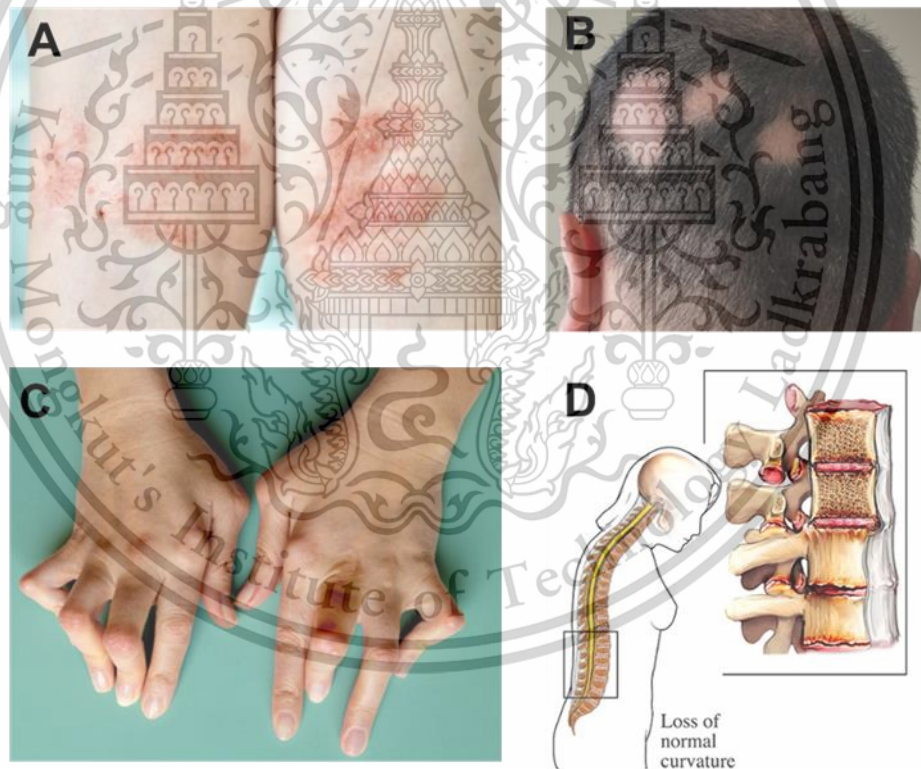 A
B
C
D
King Mongkut's Institute of Technology Ladkrabang
Loss of
normal
curvature